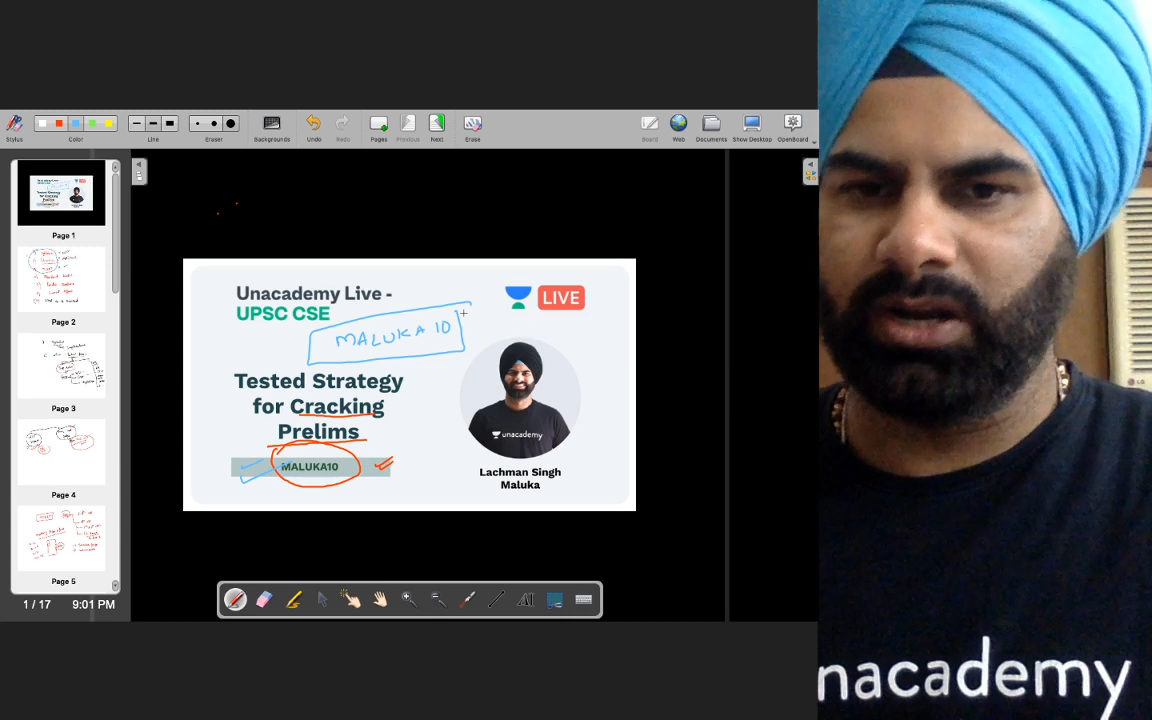 Stylus
Color
Line
Eraser
Backgrounds
Undo
Redo
Pages
Previous
Next
Erase
Board
Web
Documents
Show Desktop
OpenBoard
Page 1
Page 2
Page 3
Page 4
Page 5
1 / 17 9:01 PM
Unacademy Live -
UPSC CSE
LIVE
MALUKA 10
Tested Strategy
for Cracking
Prelims
MALUKA10
unacademy
Lachman Singh
Maluka
unacademy